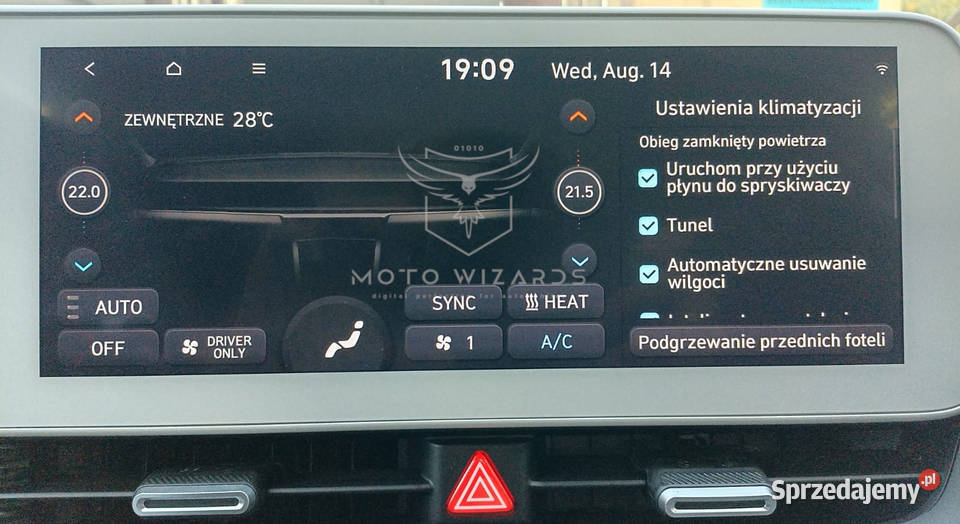 19:09
Wed, Aug. 14
ZEWNĘTRZNE 28°C
Ustawienia klimatyzacji
Obieg zamknięty powietrza
Uruchom przy użyciu
płynu do spryskiwaczy
Tunel
Automatyczne usuwanie
wilgoci
Podgrzewanie przednich foteli
22.0
21.5
01010
MOTO WIZARDS
AUTO
SYNC
HEAT
OFF
DRIVER
ONLY
1
A/C
Sprzedajemy.pl